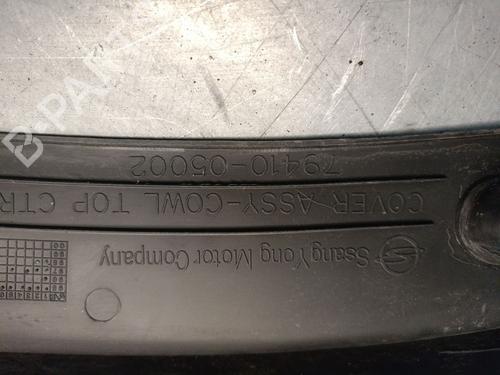 79410-05002
COVER ASSY-COWL TOP CTR
SsangYong Motor Company
B-PARTS